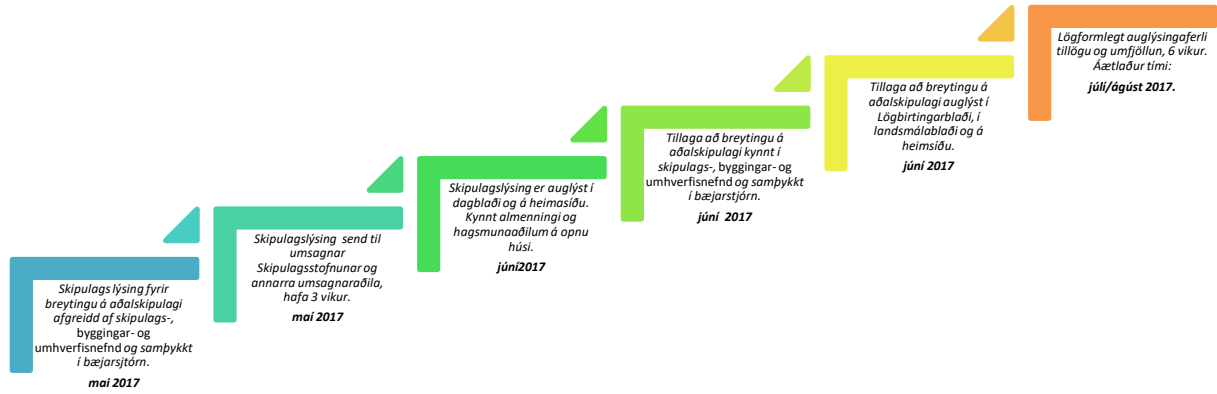 Skipulags lýsing fyrir
breytingu á aðalskipulagi
afgreidd af skipulags-,
byggingar- og
umhverfisnefnd og samþykkt
í bæjarsjtórn.
mai 2017
Skipulagslýsing send til
umsagnar
Skipulagsstofnunar og
annarra umsagnaraðila,
hafa 3 vikur.
maí 2017
Skipulagslýsing er auglýst í
dagblaði og á heimasíðu.
Kynnt almenningi og
hagsmunaaðilum á opnu
húsi.
júní2017
Tillaga að breytingu á
aðalskipulagi kynnt í
skipulags-, byggingar- og
umhverfisnefnd og samþykkt
í bæjarstjórn.
júní 2017
Tillaga að breytingu á
aðalskipulagi auglýst í
Lögbirtingarblaði, í
landsmálablaði og á
heimsíðu.
júní 2017
Lögformlegt auglýsingaferli
tillögu og umfjöllun, 6 vikur.
Áætlaður tími:
júlí/ágúst 2017.